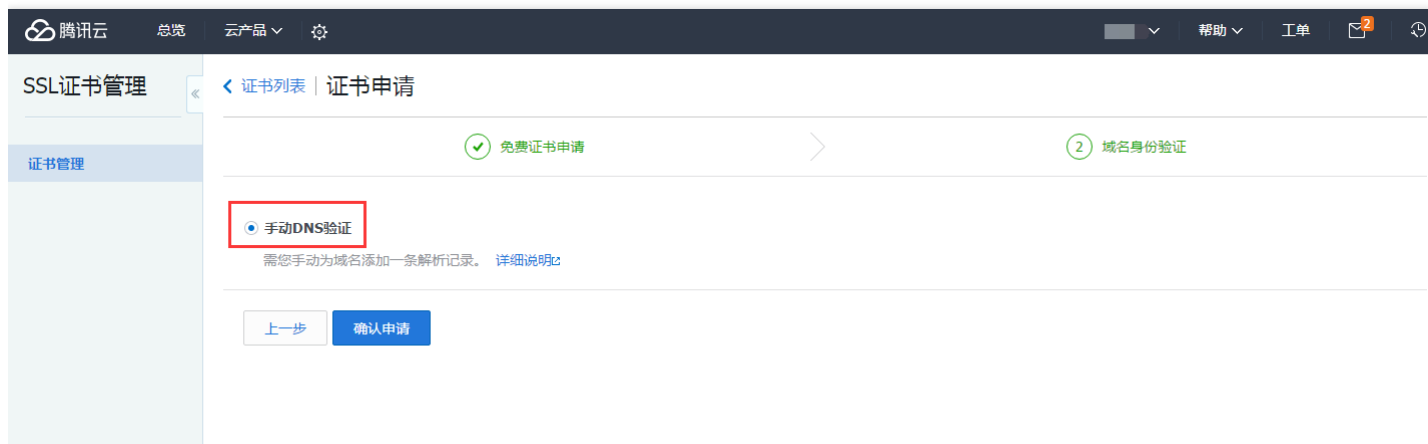 腾讯云 总览 云产品 帮助 工单 2
SSL证书管理 « 证书列表 | 证书申请
免费证书申请 2 域名身份验证
证书管理
手动DNS验证
需您手动为域名添加一条解析记录。 详细说明
上一步 确认申请